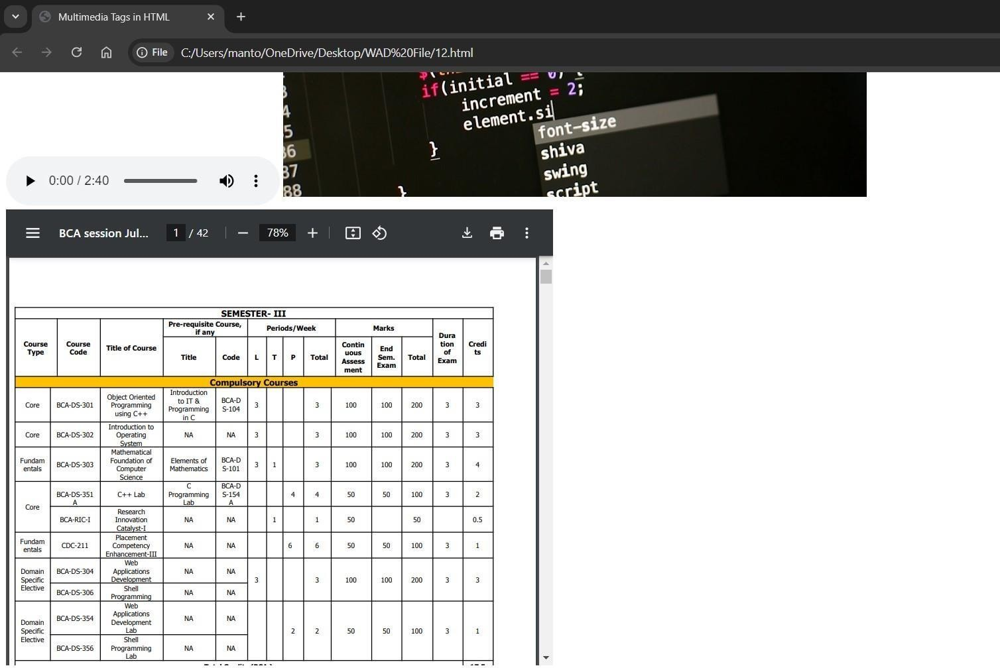 Multimedia Tags in HTML
File C:/Users/manto/OneDrive/Desktop/WAD%20File/12.html
if(initial == 0) {
increment = 2;
element.si
font-size
shiva
swing
script
}
}
3
4
5
36
37
88
0:00 / 2:40
BCA session Jul... 1 / 42 78%
SEMESTER- III
Course Type Course Code Title of Course Pre-requisite Course, if any Periods/Week Marks Dura tion of Exam Credi ts
Title Code L T P Total Contin uous Assess ment End Sem. Exam Total
Compulsory Courses
Core BCA-DS-301 Object Oriented Programming using C++ Introduction to IT & Programming in C BCA-D S-104 3 3 100 100 200 3 3
Core BCA-DS-302 Introduction to Operating System NA NA 3 3 100 100 200 3 3
Fundam entals BCA-DS-303 Mathematical Foundation of Computer Science Elements of Mathematics BCA-D S-101 3 1 3 100 100 200 3 4
Core BCA-DS-351 A C++ Lab C Programming Lab BCA-D S-154 A 4 4 50 50 100 3 2
BCA-RIC-I Research Innovation Catalyst-I NA NA 1 1 50 50 0.5
Fundam entals CDC-211 Placement Competency Enhancement-III NA NA 6 6 50 50 100 3 1
Domain Specific Elective BCA-DS-304 Web Applications Development NA NA 3 3 100 100 200 3 3
BCA-DS-306 Shell Programming NA NA
Domain Specific Elective BCA-DS-354 Web Applications Development Lab NA NA 2 2 50 50 100 3 1
BCA-DS-356 Shell Programming Lab NA NA